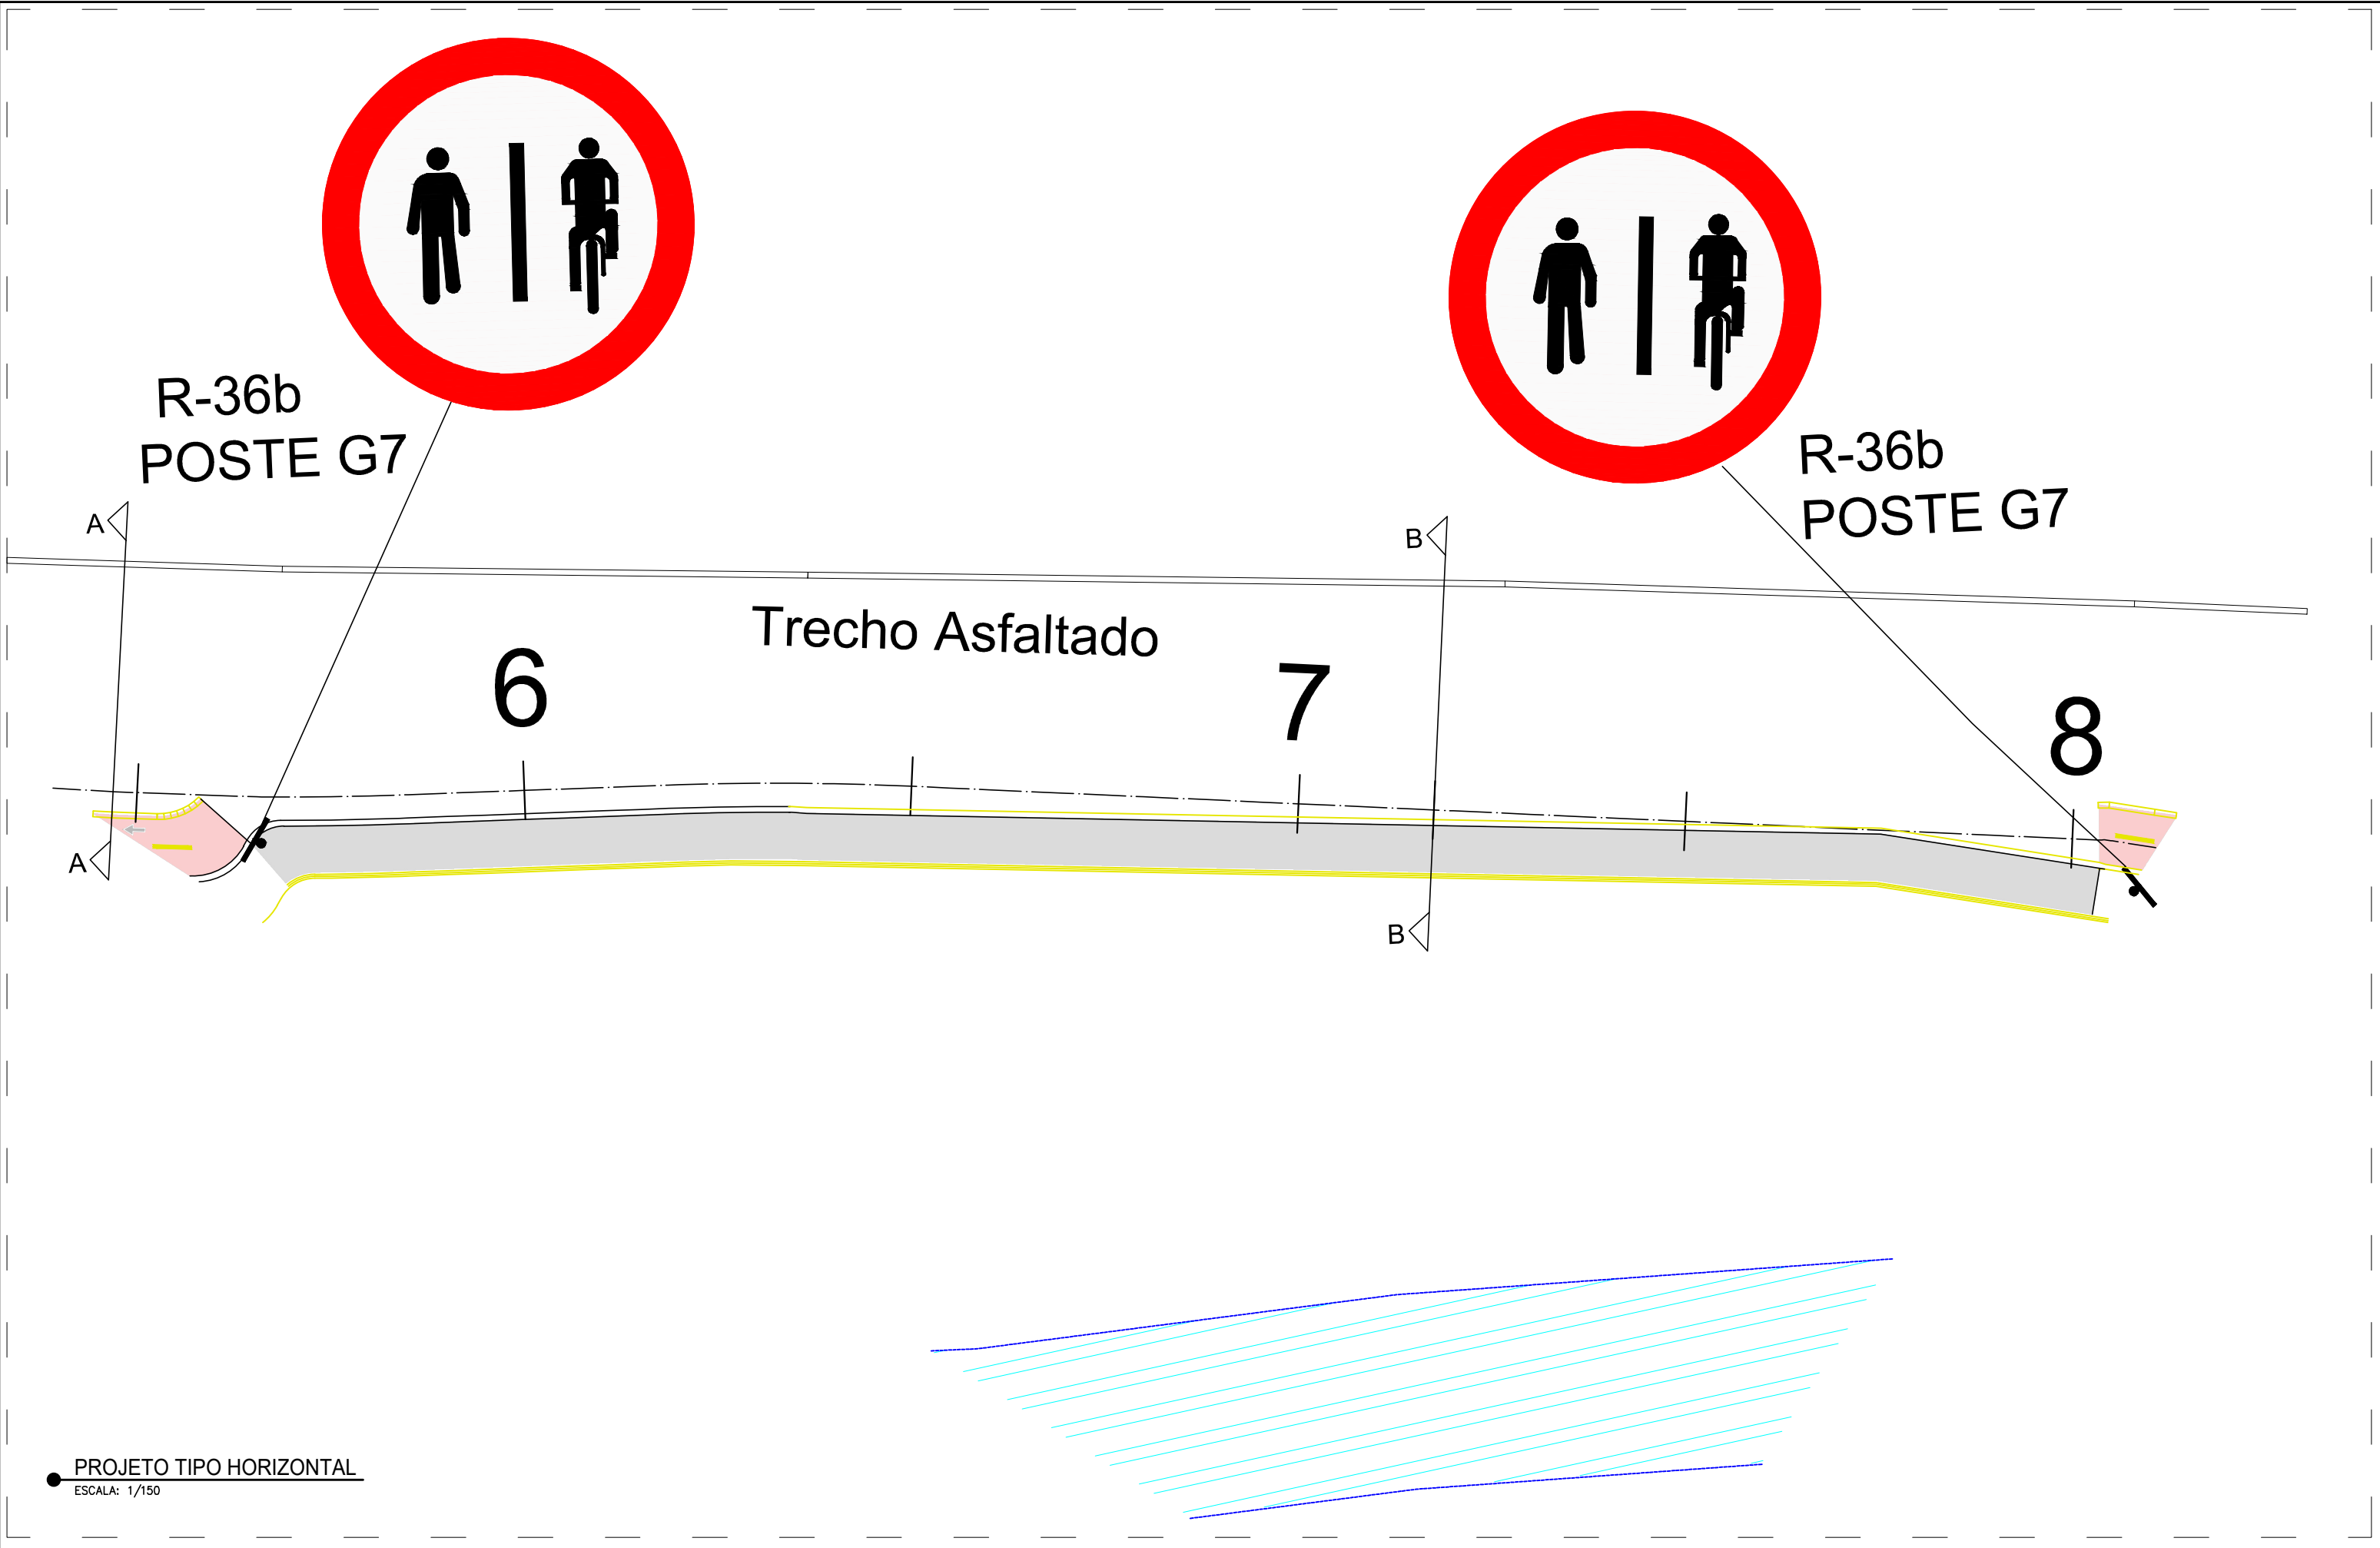 R-36b
POSTE G7
R-36b
POSTE G7
A
B
Trecho Asfaltado
6
7
8
A
B
PROJETO TIPO HORIZONTAL
ESCALA: 1/150